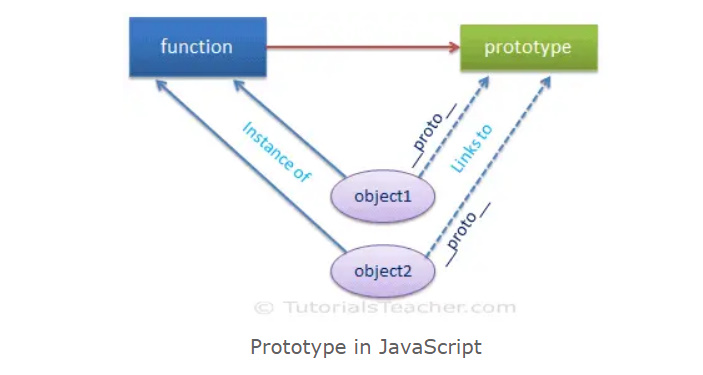 function
prototype
Instance of
__proto__
Links to
object1
__proto__
object2
© TutorialsTeacher.com
Prototype in JavaScript